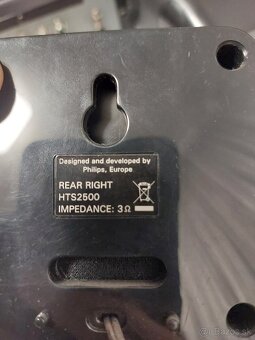 Designed and developed by
Philips, Europe
REAR RIGHT
HTS2500
IMPEDANCE: 3Ω